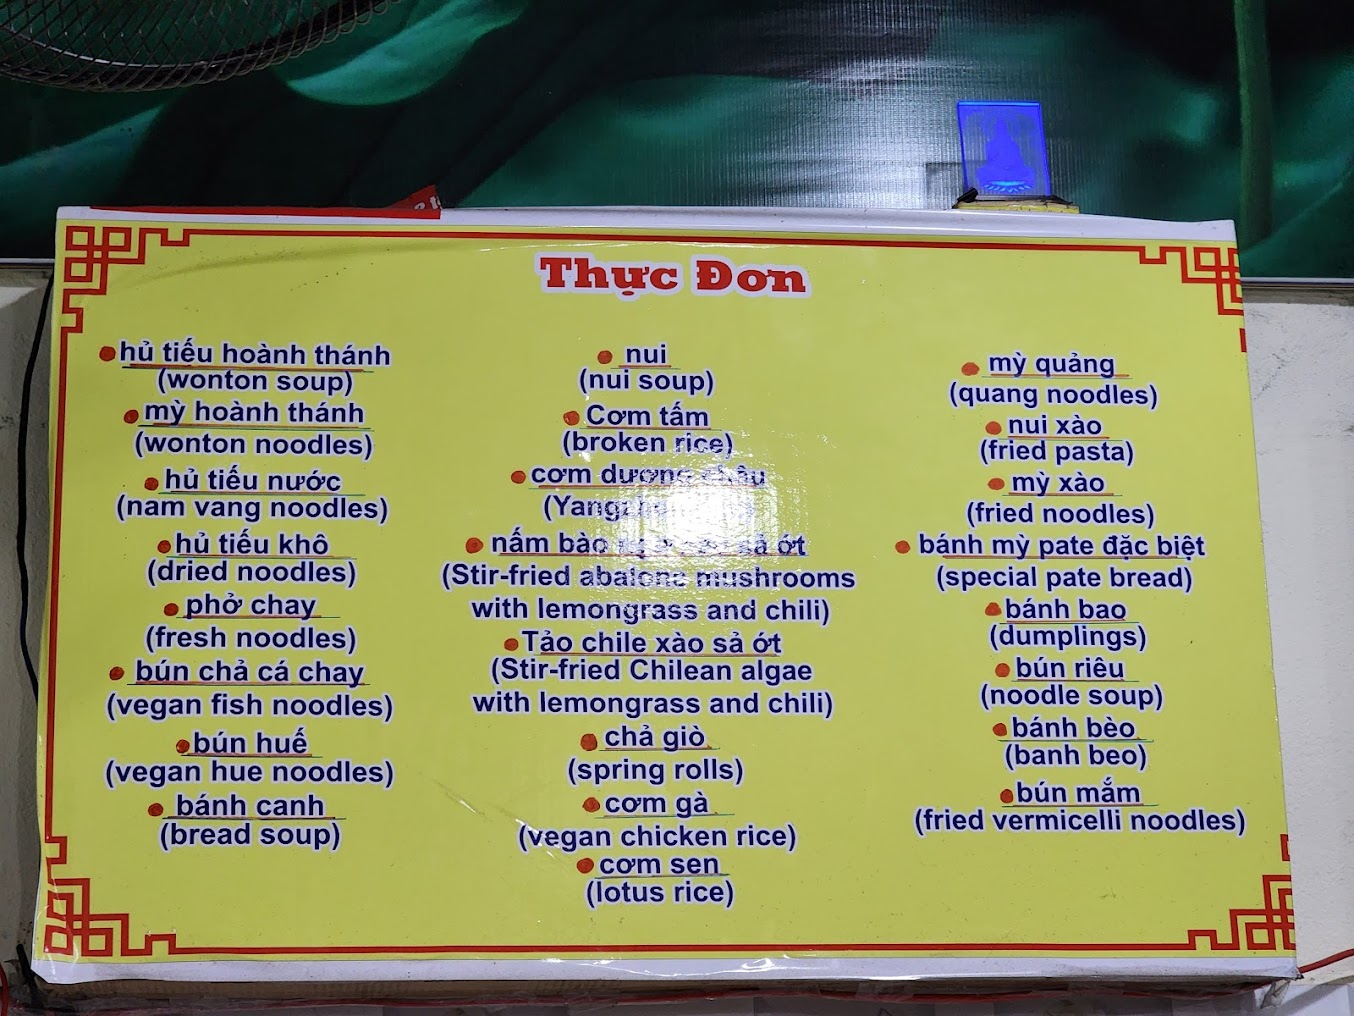 Thực Đơn
hủ tiếu hoành thánh
(wonton soup)
mỳ hoành thánh
(wonton noodles)
hủ tiếu nước
(nam vang noodles)
hủ tiếu khô
(dried noodles)
phở chay
(fresh noodles)
bún chả cá chay
(vegan fish noodles)
bún huế
(vegan hue noodles)
bánh canh
(bread soup)
nui
(nui soup)
Cơm tấm
(broken rice)
cơm dương châu
nấm bào sả ớt
(Stir-fried abalone mushrooms
with lemongrass and chili)
Tảo chile xào sả ớt
(Stir-fried Chilean algae
with lemongrass and chili)
chả giò
(spring rolls)
cơm gà
(vegan chicken rice)
cơm sen
(lotus rice)
mỳ quảng
(quang noodles)
nui xào
(fried pasta)
mỳ xào
(fried noodles)
bánh mỳ pate đặc biệt
(special pate bread)
bánh bao
(dumplings)
bún riêu
(noodle soup)
bánh bèo
(banh beo)
bún mắm
(fried vermicelli noodles)